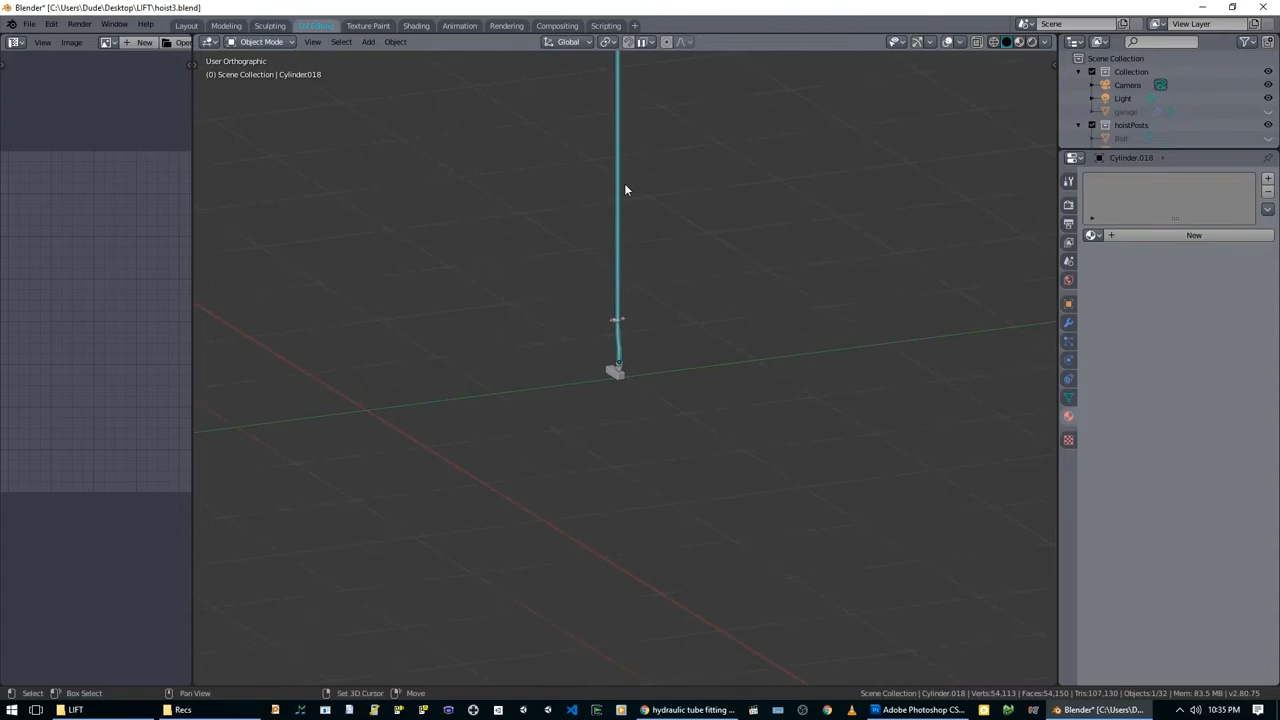 Blender* [C:\Users\Dude\Desktop\LIFT\hoist3.blend]
File Edit Render Window Help
Layout Modeling Sculpting UV Editing Texture Paint Shading Animation Rendering Compositing Scripting +
Scene View Layer
View Image New Open
Object Mode View Select Add Object Global
User Orthographic
(0) Scene Collection | Cylinder.018
Scene Collection
Collection
Camera
Light
garage
hoistPosts
Bolt
Cylinder.018
New
Select Box Select Pan View Set 3D Cursor Move
Scene Collection | Cylinder.018 | Verts:54,113 | Faces:54,150 | Tris:107,130 | Objects:1/32 | Mem: 83.5 MB | v2.80.75
LIFT Recs hydraulic tube fitting ... Adobe Photoshop CS... Blender* [C:\Users\D... 10:35 PM